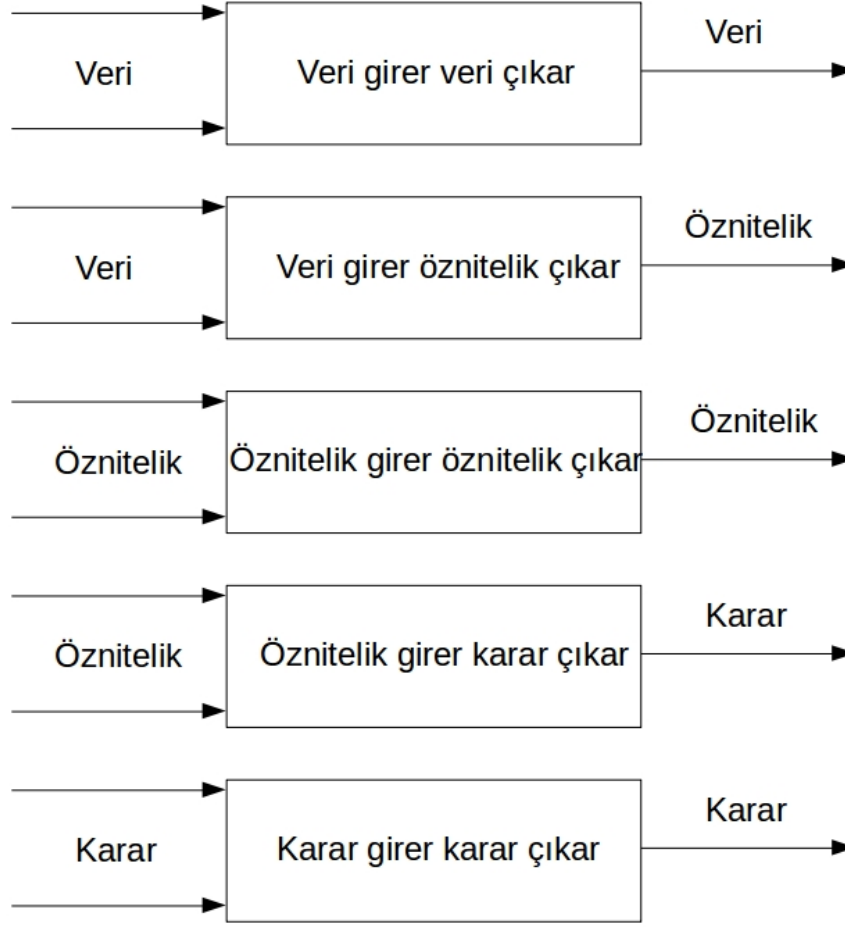 Veri
Veri
Veri girer veri çıkar
Öznitelik
Veri
Veri girer öznitelik çıkar
Öznitelik
Öznitelik
Öznitelik girer öznitelik çıkar
Karar
Öznitelik
Öznitelik girer karar çıkar
Karar
Karar
Karar girer karar çıkar